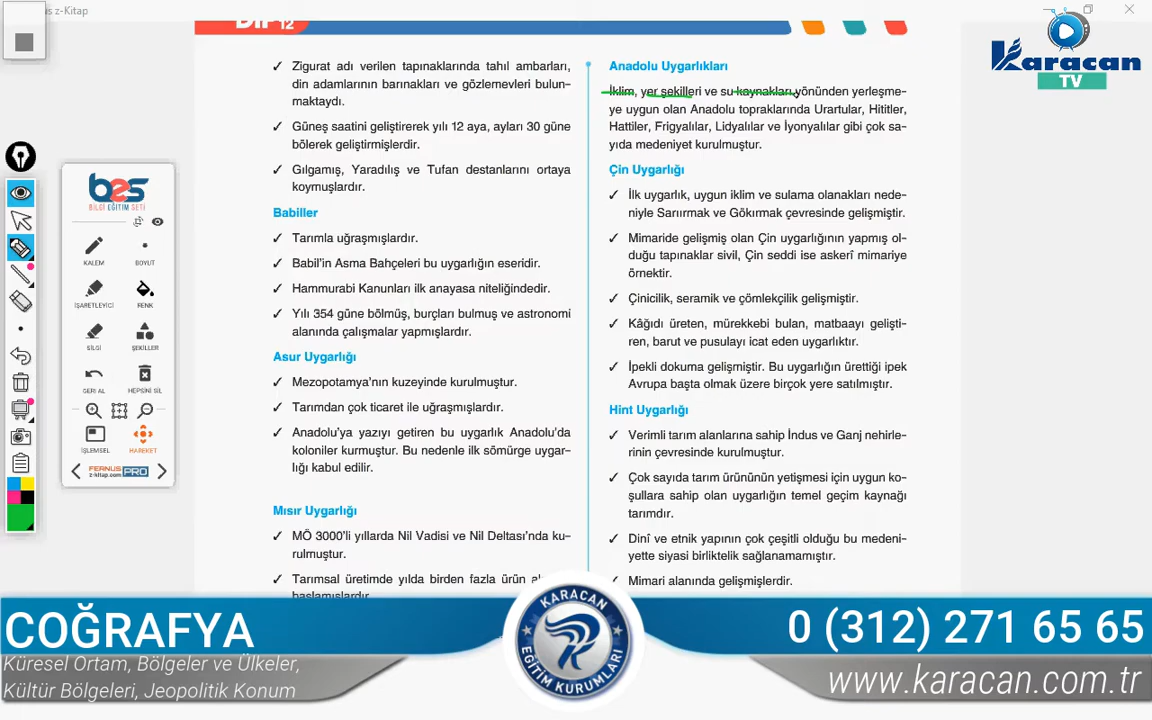 us z-Kitap
12
Karacan
TV
✓ Zigurat adı verilen tapınaklarında tahıl ambarları,
din adamlarının barınakları ve gözlemevleri bulun-
maktaydı.
✓ Güneş saatini geliştirerek yılı 12 aya, ayları 30 güne
bölerek geliştirmişlerdir.
✓ Gılgamış, Yaradılış ve Tufan destanlarını ortaya
koymuşlardır.
Babiller
✓ Tarımla uğraşmışlardır.
✓ Babil'in Asma Bahçeleri bu uygarlığın eseridir.
✓ Hammurabi Kanunları ilk anayasa niteliğindedir.
✓ Yılı 354 güne bölmüş, burçları bulmuş ve astronomi
alanında çalışmalar yapmışlardır.
Asur Uygarlığı
✓ Mezopotamya'nın kuzeyinde kurulmuştur.
✓ Tarımdan çok ticaret ile uğraşmışlardır.
✓ Anadolu'ya yazıyı getiren bu uygarlık Anadolu'da
koloniler kurmuştur. Bu nedenle ilk sömürge uygar-
lığı kabul edilir.
Mısır Uygarlığı
✓ MÖ 3000'li yıllarda Nil Vadisi ve Nil Deltası'nda ku-
rulmuştur.
✓ Tarımsal üretimde yılda birden fazla ürün
başlamışlardır
Anadolu Uygarlıkları
İklim, yer şekilleri ve su kaynakları yönünden yerleşme-
ye uygun olan Anadolu topraklarında Urartular, Hititler,
Hattiler, Frigyalılar, Lidyalılar ve İyonyalılar gibi çok sa-
yıda medeniyet kurulmuştur.
Çin Uygarlığı
✓ İlk uygarlık, uygun iklim ve sulama olanakları nede-
niyle Sarıırmak ve Gökırmak çevresinde gelişmiştir.
✓ Mimaride gelişmiş olan Çin uygarlığının yapmış ol-
duğu tapınaklar sivil, Çin seddi ise askerî mimariye
örnektir.
✓ Çinicilik, seramik ve çömlekçilik gelişmiştir.
✓ Kâğıdı üreten, mürekkebi bulan, matbaayı gelişti-
ren, barut ve pusulayı icat eden uygarlıktır.
✓ İpekli dokuma gelişmiştir. Bu uygarlığın ürettiği ipek
Avrupa başta olmak üzere birçok yere satılmıştır.
Hint Uygarlığı
✓ Verimli tarım alanlarına sahip İndus ve Ganj nehirle-
rinin çevresinde kurulmuştur.
✓ Çok sayıda tarım ürününün yetişmesi için uygun ko-
şullara sahip olan uygarlığın temel geçim kaynağı
tarımdır.
✓ Dinî ve etnik yapının çok çeşitli olduğu bu medeni-
yette siyasi birliktelik sağlanamamıştır.
✓ Mimari alanında gelişmişlerdir.
bes
BİLGİ EĞİTİM SETİ
KALEM
BOYUT
İŞARETLEYİCİ
RENK
SİLGİ
ŞEKİLLER
GERİ AL
HEPSİNİ SİL
İŞLEMSEL
HAREKET
FERNUS PRO
z-kitap.com
COĞRAFYA
Küresel Ortam, Bölgeler ve Ülkeler,
Kültür Bölgeleri, Jeopolitik Konum
KARACAN
EĞİTİM KURUMLARI
0 (312) 271 65 65
www.karacan.com.tr